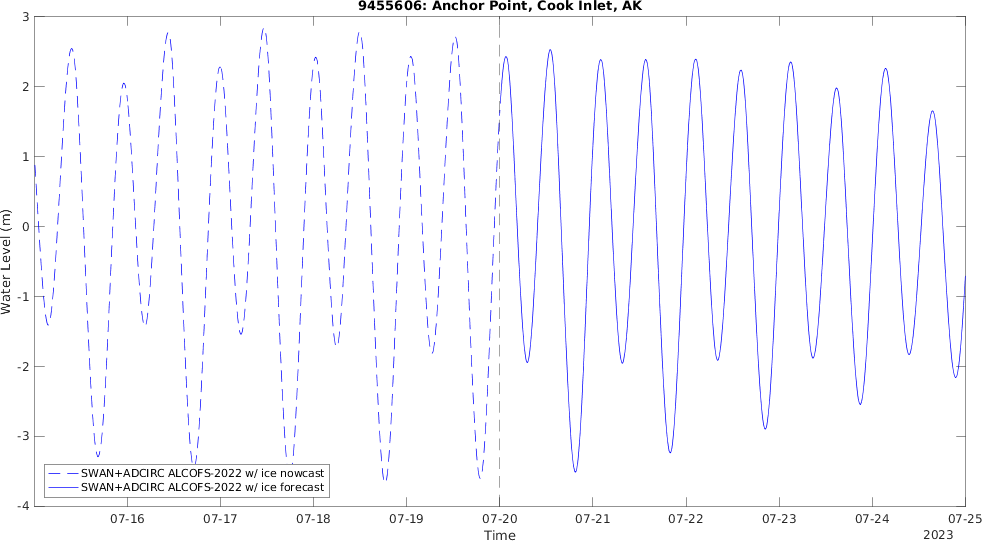 9455606: Anchor Point, Cook Inlet, AK
Water Level (m)
3
2
1
0
-1
-2
-3
-4
SWAN+ADCIRC ALCOFS-2022 w/ ice nowcast
SWAN+ADCIRC ALCOFS-2022 w/ ice forecast
07-16 07-17 07-18 07-19 07-20 07-21 07-22 07-23 07-24 07-25
Time
2023